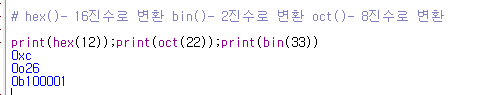 # hex()- 16진수로 변환 bin()- 2진수로 변환 oct()- 8진수로 변환
print(hex(12));print(oct(22));print(bin(33))
0xc
0o26
0b100001